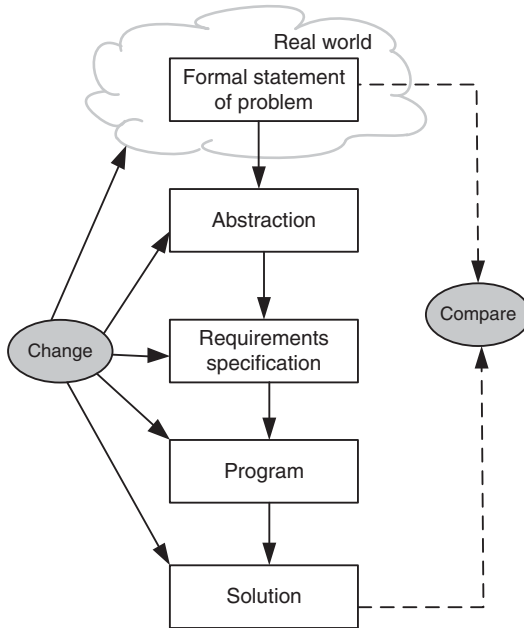 Real world
Formal statement
of problem
Abstraction
Compare
Requirements
specification
Change
Program
Solution